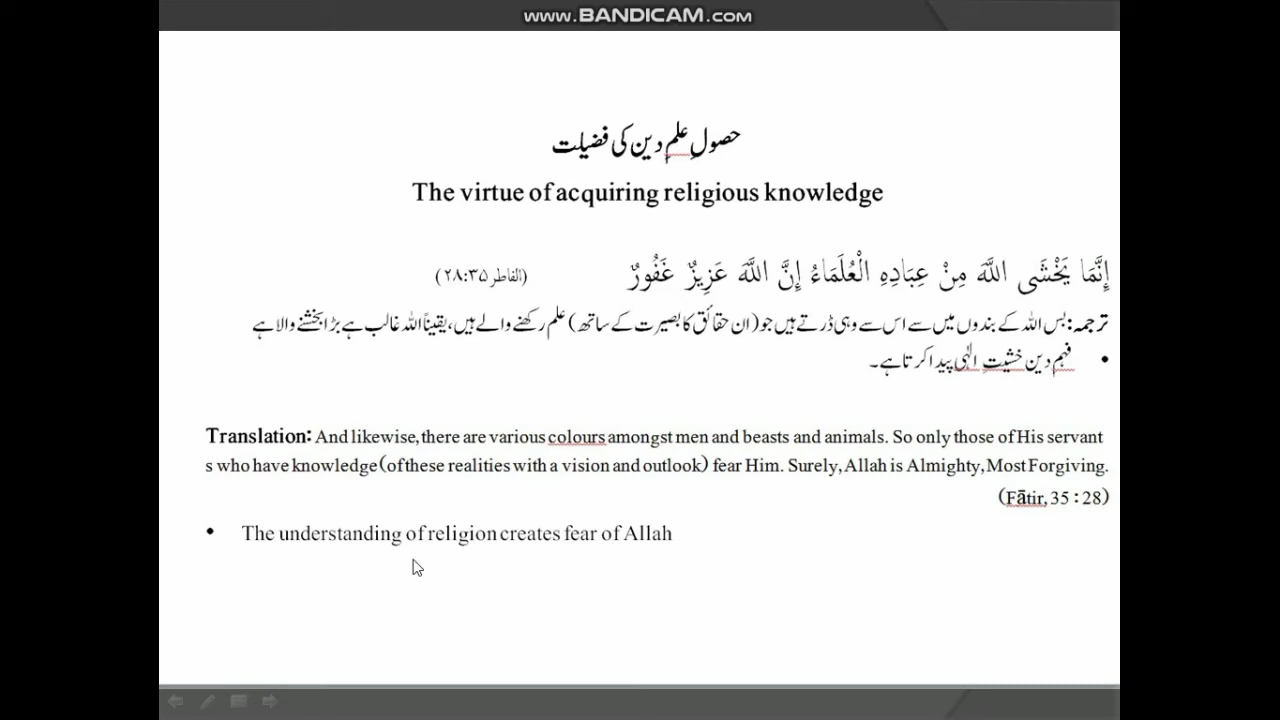 www.BANDICAM.com
حصولِ علمِ دین کی فضیلت
The virtue of acquiring religious knowledge
إِنَّمَا يَخْشَى اللَّهَ مِنْ عِبَادِهِ الْعُلَمَاءُ إِنَّ اللَّهَ عَزِيزٌ غَفُورٌ (الفاطر ۲۸:۳۵)
ترجمہ: بس اللہ کے بندوں میں سے اس سے وہی ڈرتے ہیں جو (ان حقائق کا بصیرت کے ساتھ) علم رکھنے والے ہیں، یقیناً اللہ غالب ہے بڑا بخشنے والا ہے
• فہمِ دین خشیتِ الٰہی پیدا کرتا ہے۔
Translation: And likewise, there are various colours amongst men and beasts and animals. So only those of His servant
s who have knowledge (of these realities with a vision and outlook) fear Him. Surely, Allah is Almighty, Most Forgiving.
(Fātir, 35 : 28)
• The understanding of religion creates fear of Allah